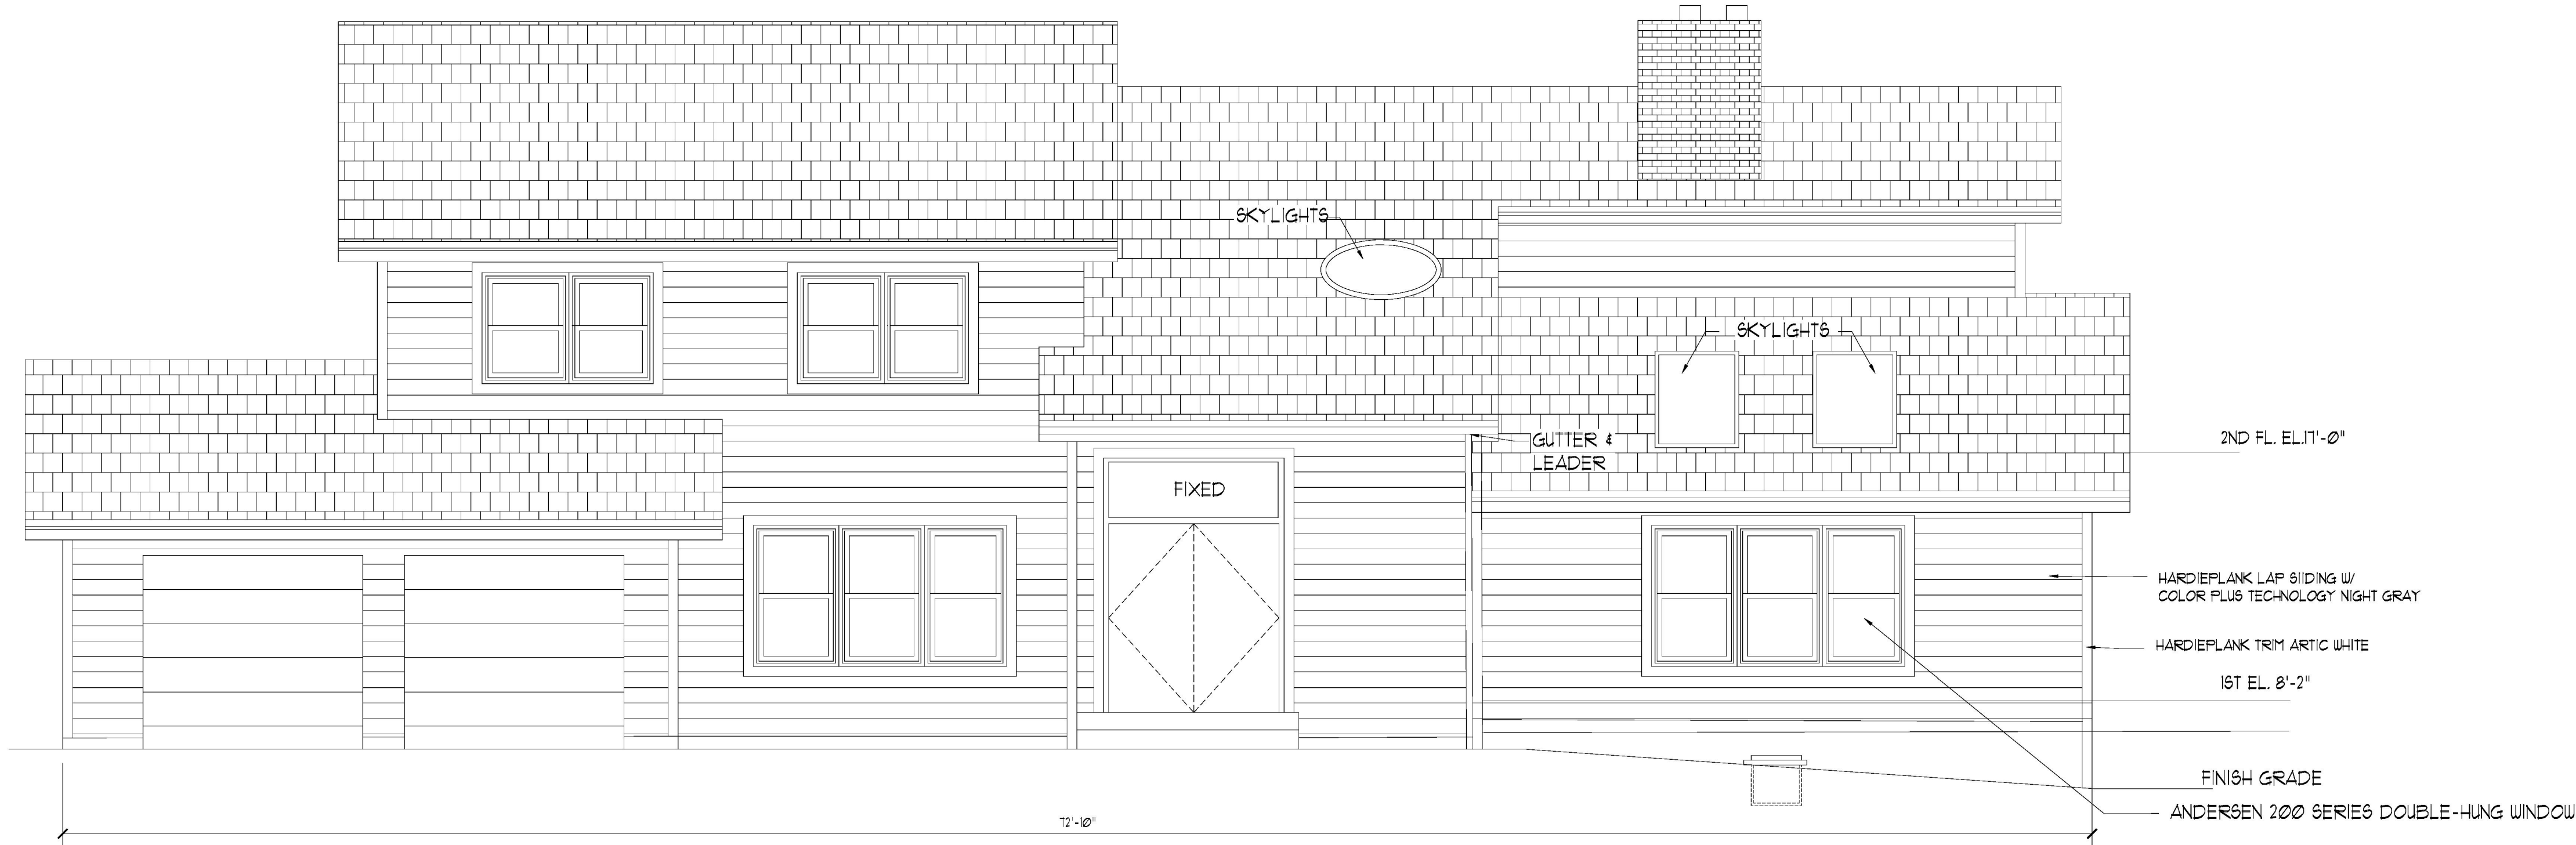 SKYLIGHTS
SKYLIGHTS
2ND FL. EL.17'-0"
GUTTER &
LEADER
FIXED
HARDIEPLANK LAP SIIDING W/
COLOR PLUS TECHNOLOGY NIGHT GRAY
HARDIEPLANK TRIM ARTIC WHITE
1ST EL. 8'-2"
FINISH GRADE
ANDERSEN 200 SERIES DOUBLE-HUNG WINDOW
72'-10"